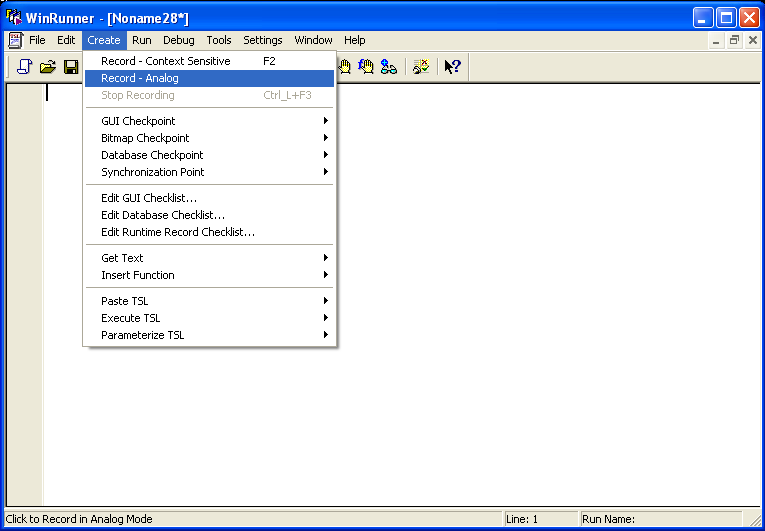 WinRunner - [Noname28*]
File Edit Create Run Debug Tools Settings Window Help
Record - Context Sensitive F2
Record - Analog
Stop Recording Ctrl_L+F3
GUI Checkpoint
Bitmap Checkpoint
Database Checkpoint
Synchronization Point
Edit GUI Checklist...
Edit Database Checklist...
Edit Runtime Record Checklist...
Get Text
Insert Function
Paste TSL
Execute TSL
Parameterize TSL
Click to Record in Analog Mode Line: 1 Run Name: